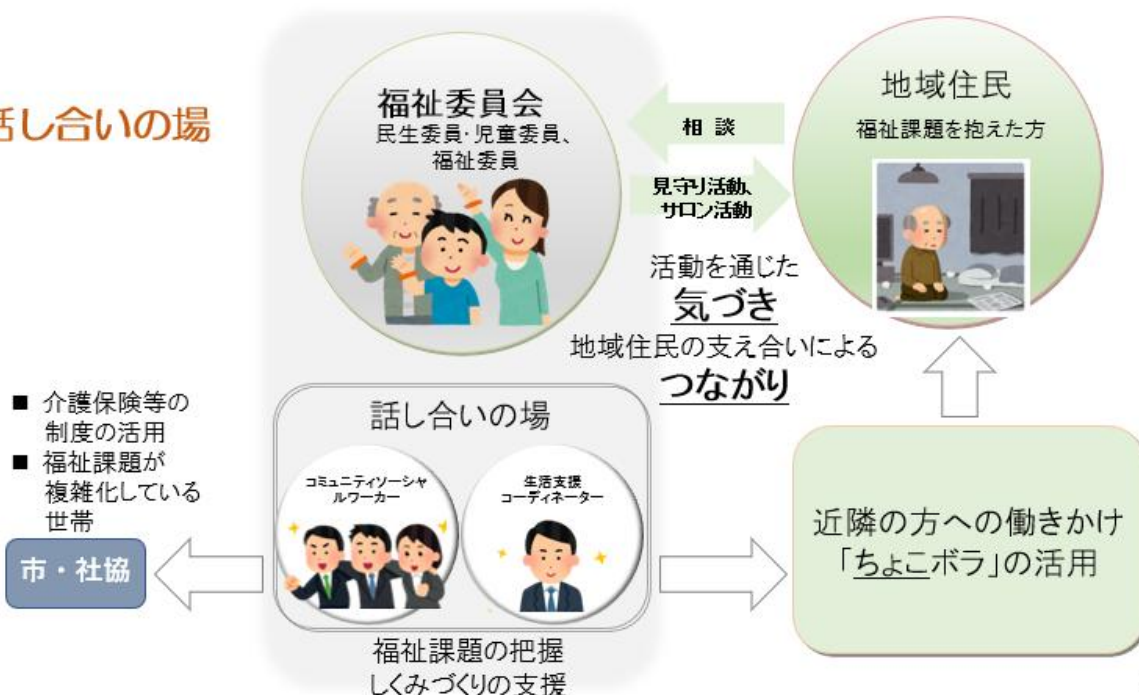 話し合いの場
福祉委員会
民生委員・児童委員、
福祉委員
相 談
見守り活動、
サロン活動
地域住民
福祉課題を抱えた方
活動を通じた
気づき
地域住民の支え合いによる
つながり
■ 介護保険等の
制度の活用
■ 福祉課題が
複雑化している
世帯
市・社協
話し合いの場
コミュニティソーシャ
ルワーカー
生活支援
コーディネーター
福祉課題の把握
しくみづくりの支援
近隣の方への働きかけ
「ちょこボラ」の活用